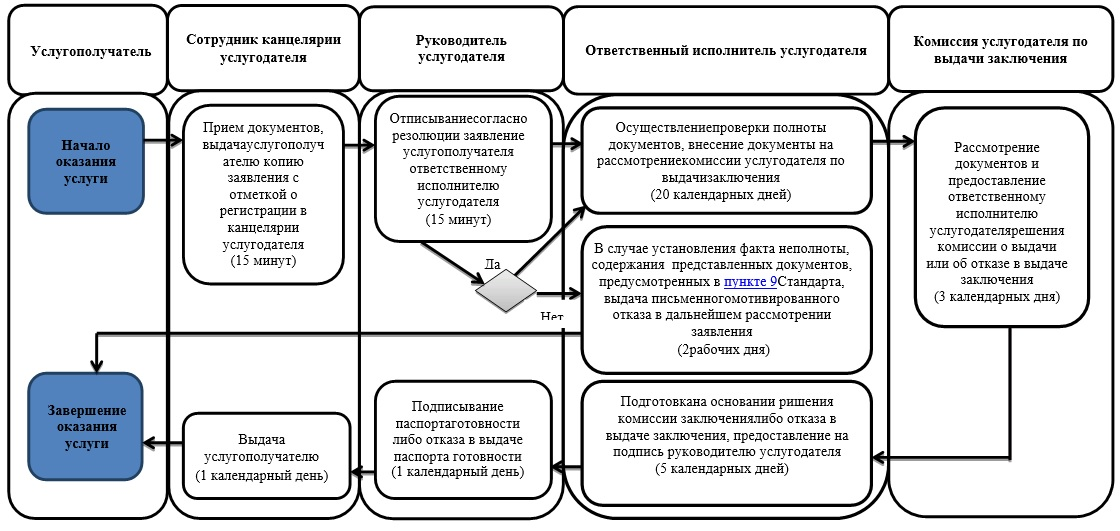 Услугополучатель
Сотрудник канцелярии
услугодателя
Руководитель
услугодателя
Ответственный исполнитель услугодателя
Комиссия услугодателя по
выдачи заключения
Начало
оказания
услуги
Прием документов,
выдачауслугополуч
ателю копию
заявления с
отметкой о
регистрации в
канцелярии
услугодателя
(15 минут)
Отписываниесогласно
резолюции заявление
услугополучателя
ответственному
исполнителю
услугодателя
(15 минут)
Осуществлениепроверки полноты
документов, внесение документы на
рассмотрениекомиссии услугодателя по
выдачизаключения
(20 календарных дней)
Рассмотрение
документов и
предоставление
ответственному
исполнителю
услугодателярешения
комиссии о выдачи
или об отказе в выдаче
заключения
(3 календарных дня)
Да
Нет
В случае установления факта неполноты,
содержания представленных документов,
предусмотренных в пункте 9Стандарта,
выдача письменногомотивированного
отказа в дальнейшем рассмотрении
заявления
(2рабочих дня)
Завершение
оказания
услуги
Выдача
услугополучателю
(1 календарный день)
Подписывание
паспортаготовности
либо отказа в выдаче
паспорта готовности
(1 календарный день)
Подготовкана основании ришения
комиссии заключениялибо отказа в
выдаче заключения, предоставление на
подпись руководителю услугодателя
(5 календарных дней)